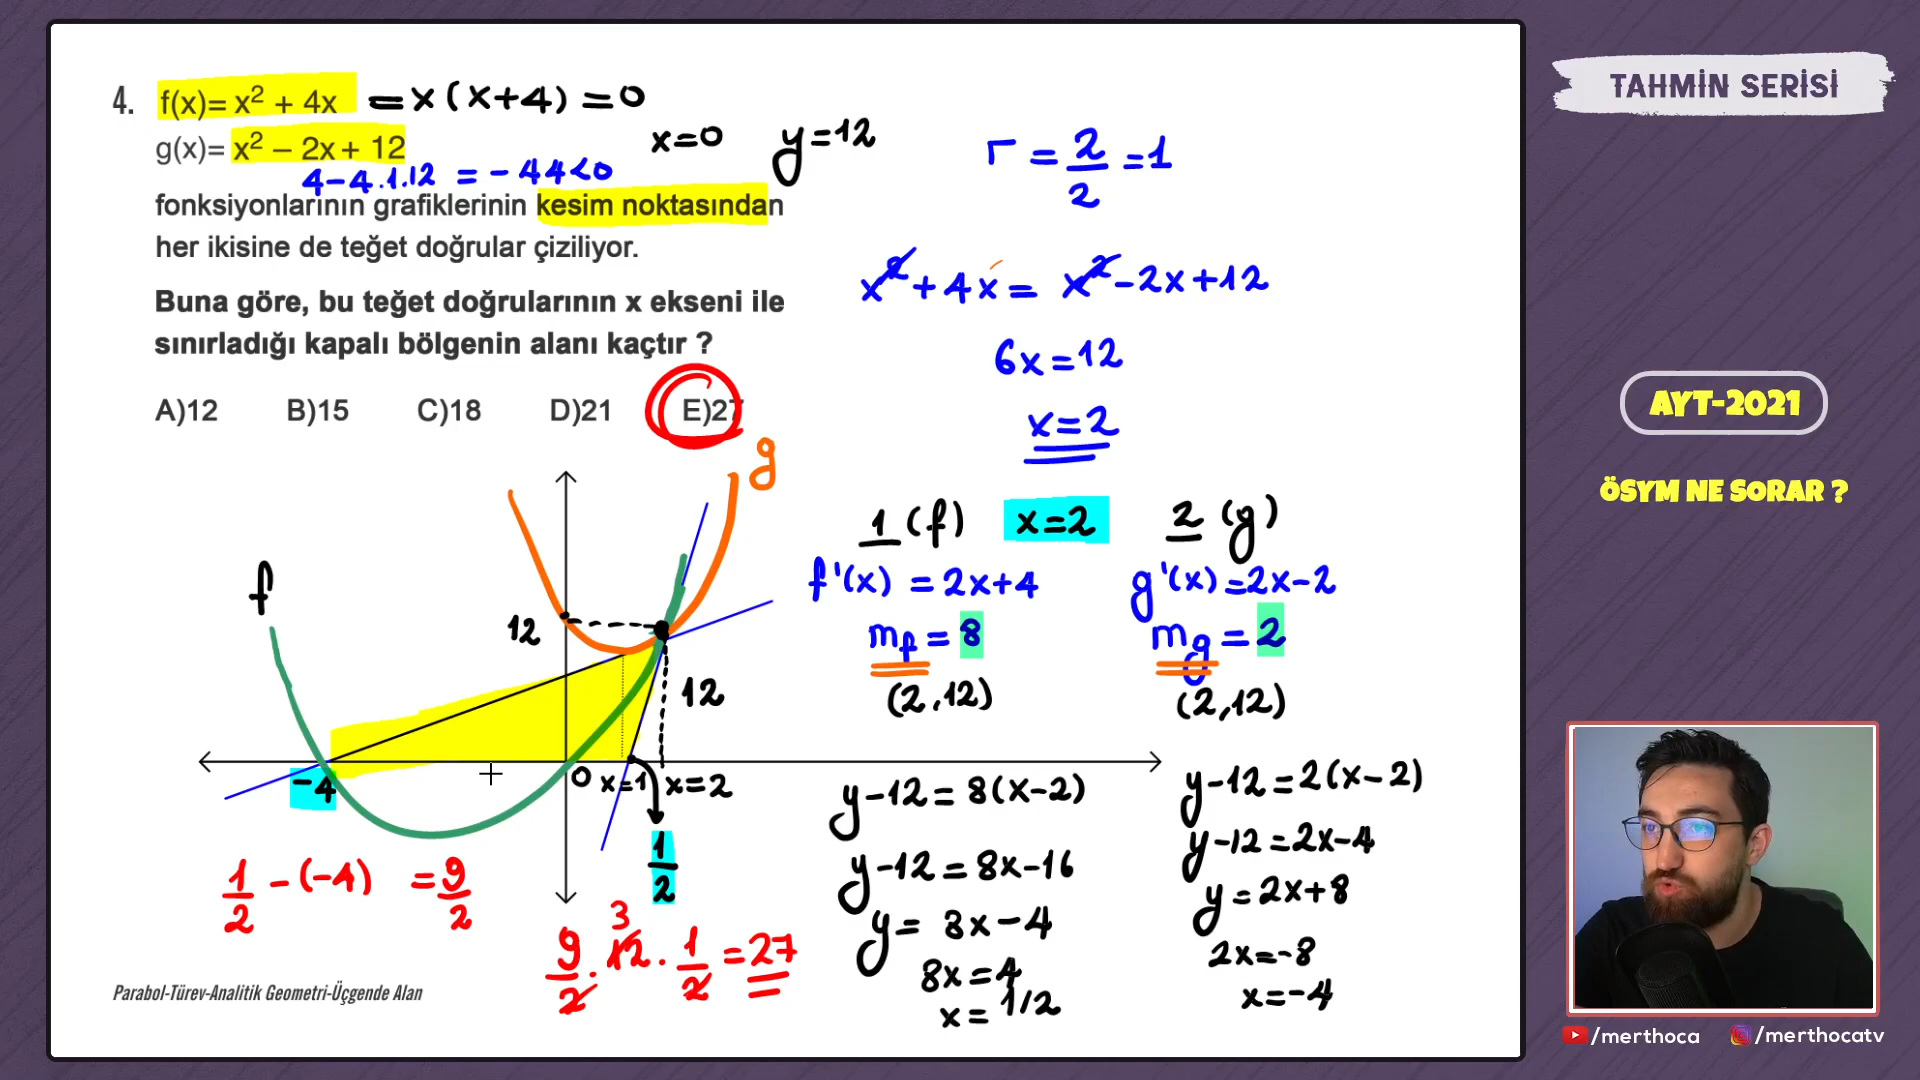 TAHMİN SERİSİ
4. f(x)= x² + 4x = x(x+4) = 0
g(x)= x² − 2x + 12
x=0 y=12
4−4.1.12 = −44<0
fonksiyonlarının grafiklerinin kesim noktasından
her ikisine de teğet doğrular çiziliyor.
Buna göre, bu teğet doğrularının x ekseni ile
sınırladığı kapalı bölgenin alanı kaçtır ?
A)12 B)15 C)18 D)21 E)27
r = 2/2 = 1
x²+4x = x²−2x+12
6x=12
x=2
AYT-2021
ÖSYM NE SORAR ?
g
f
12
12
−4
0 x=1 x=2
1/2
1/2 − (−4) = 9/2
9/2 . 12 . 1/2 = 27
3
1 (f) x=2 2 (g)
f'(x) = 2x+4 g'(x)=2x−2
mf = 8 mg = 2
(2,12) (2,12)
y−12=8(x−2)
y−12=8x−16
y= 8x−4
8x=4
x=1/2
y−12=2(x−2)
y−12=2x−4
y=2x+8
2x=−8
x=−4
Parabol-Türev-Analitik Geometri-Üçgende Alan
/merthoca /merthocatv